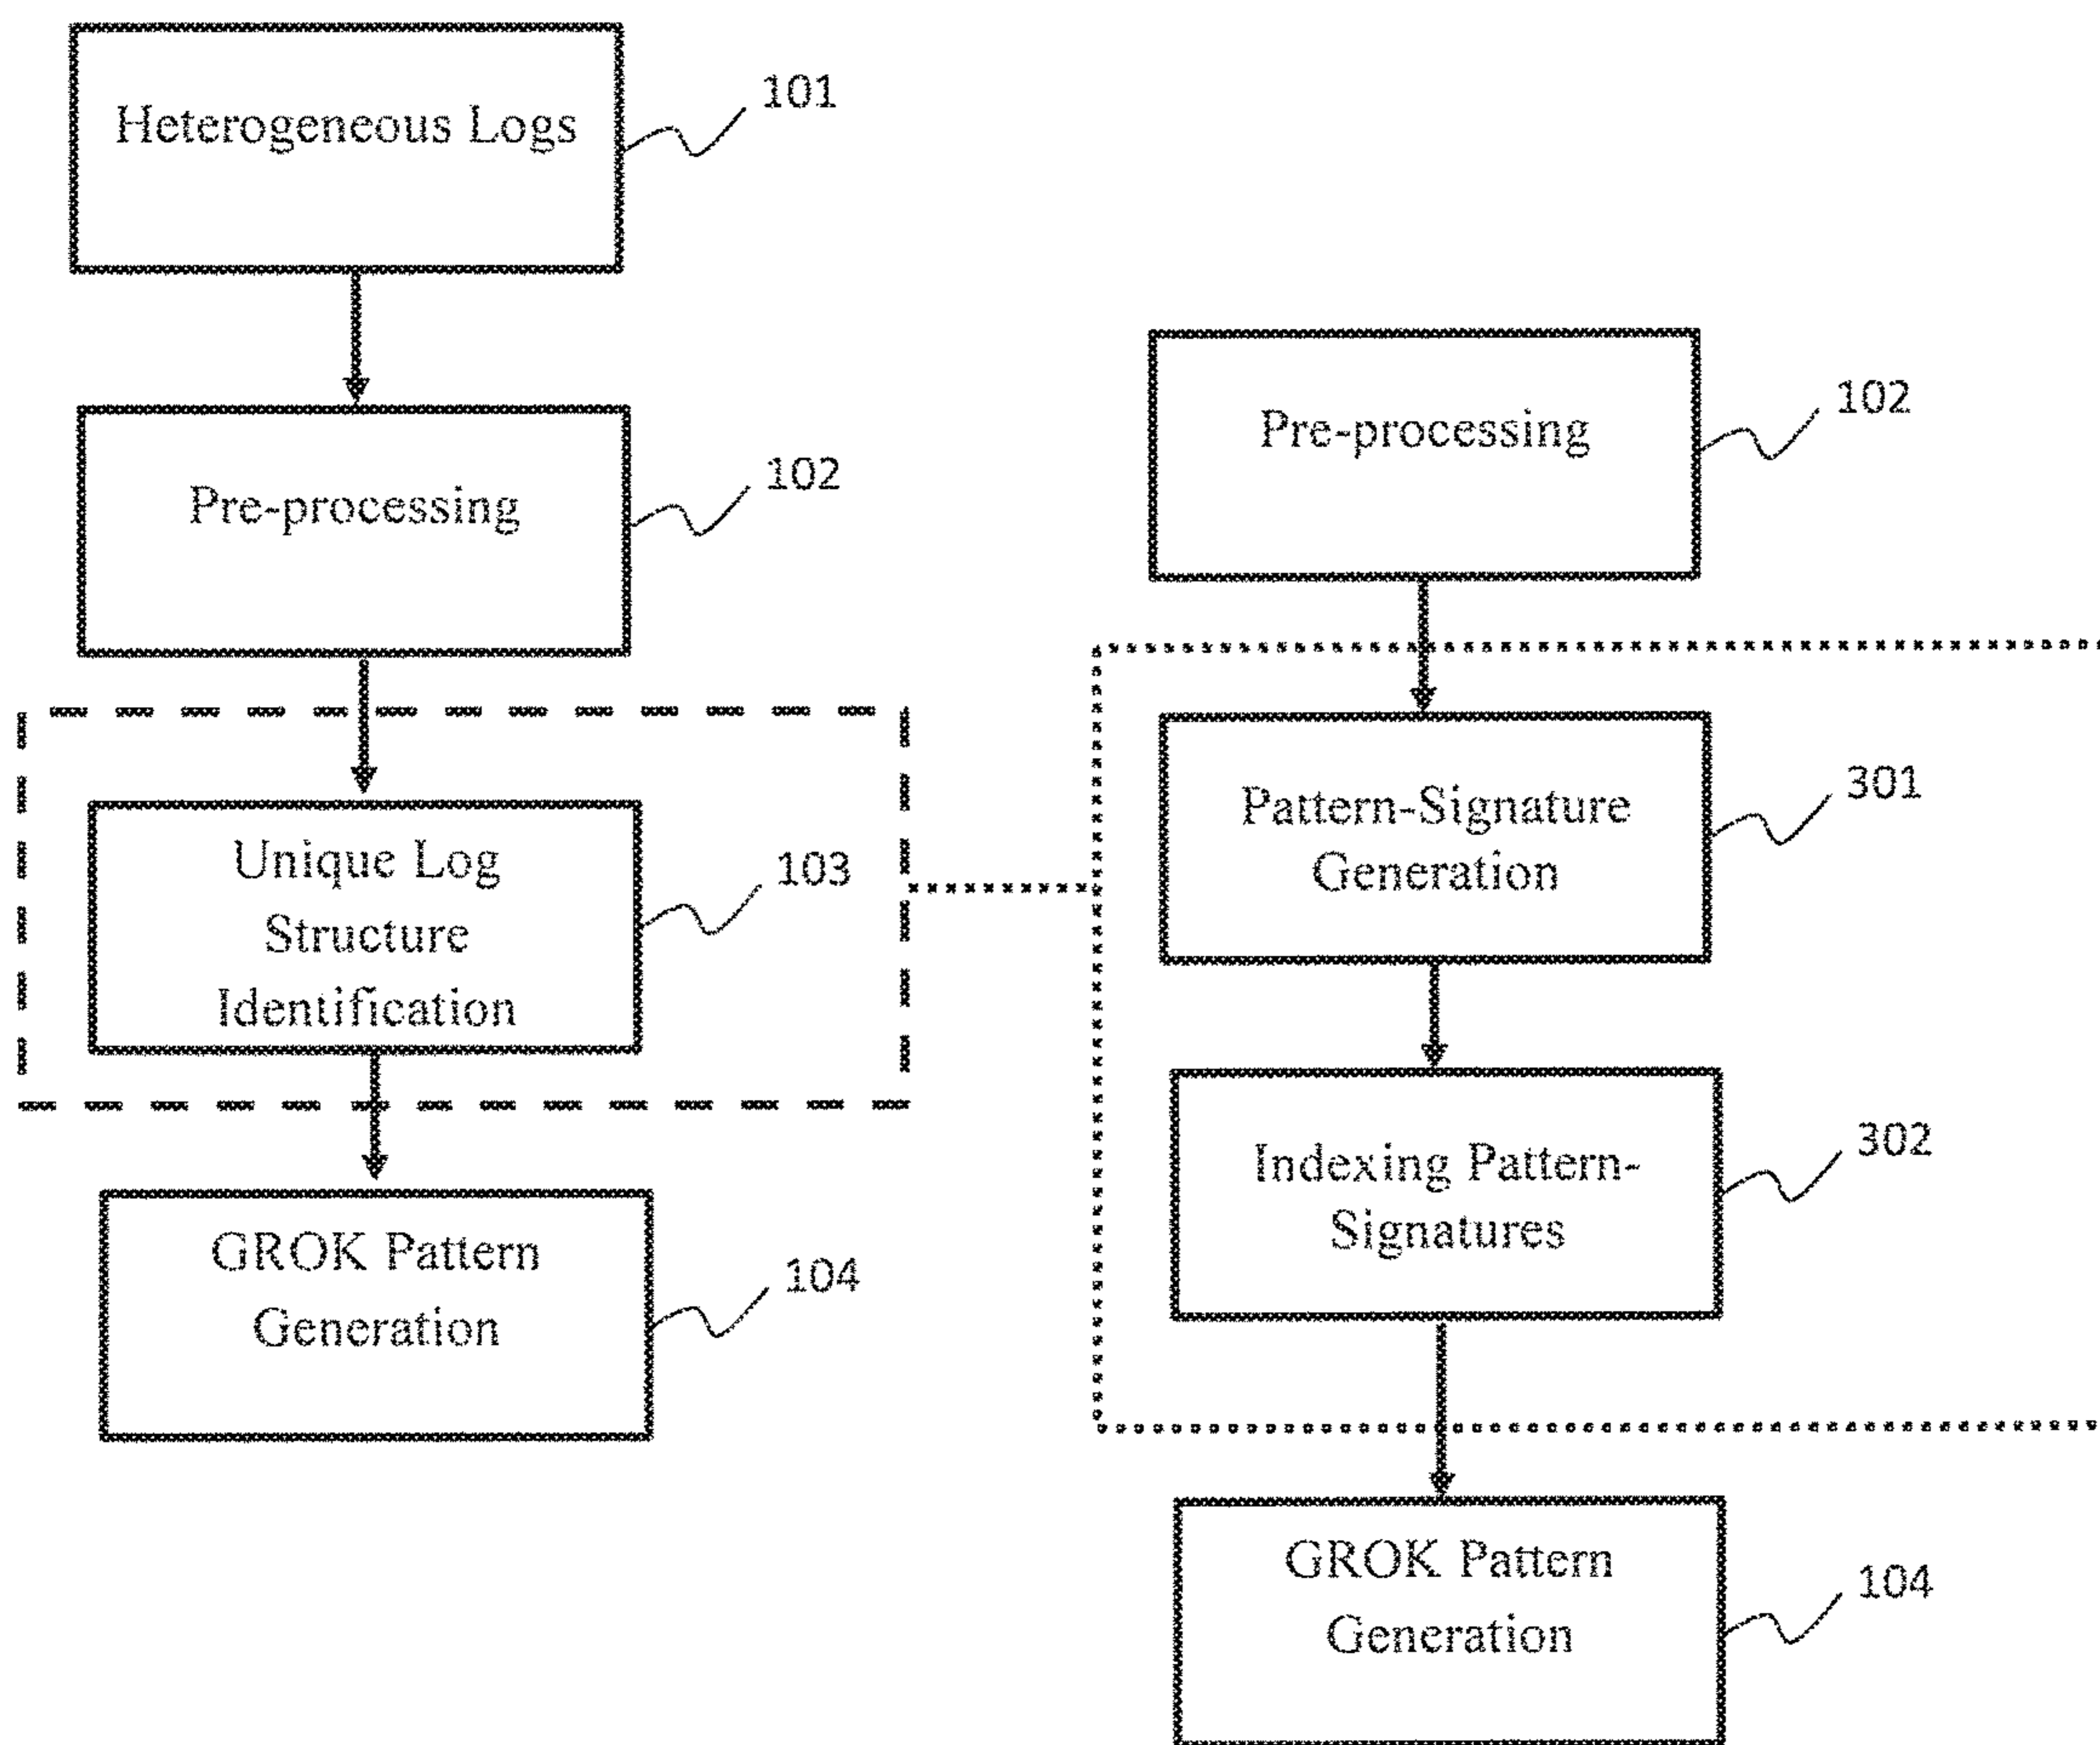 Heterogeneous Logs
101
Pre-processing
102
Unique Log
Structure
Identification
103
GROK Pattern
Generation
104
Pre-processing
102
Pattern-Signature
Generation
301
Indexing Pattern-
Signatures
302
GROK Pattern
Generation
104